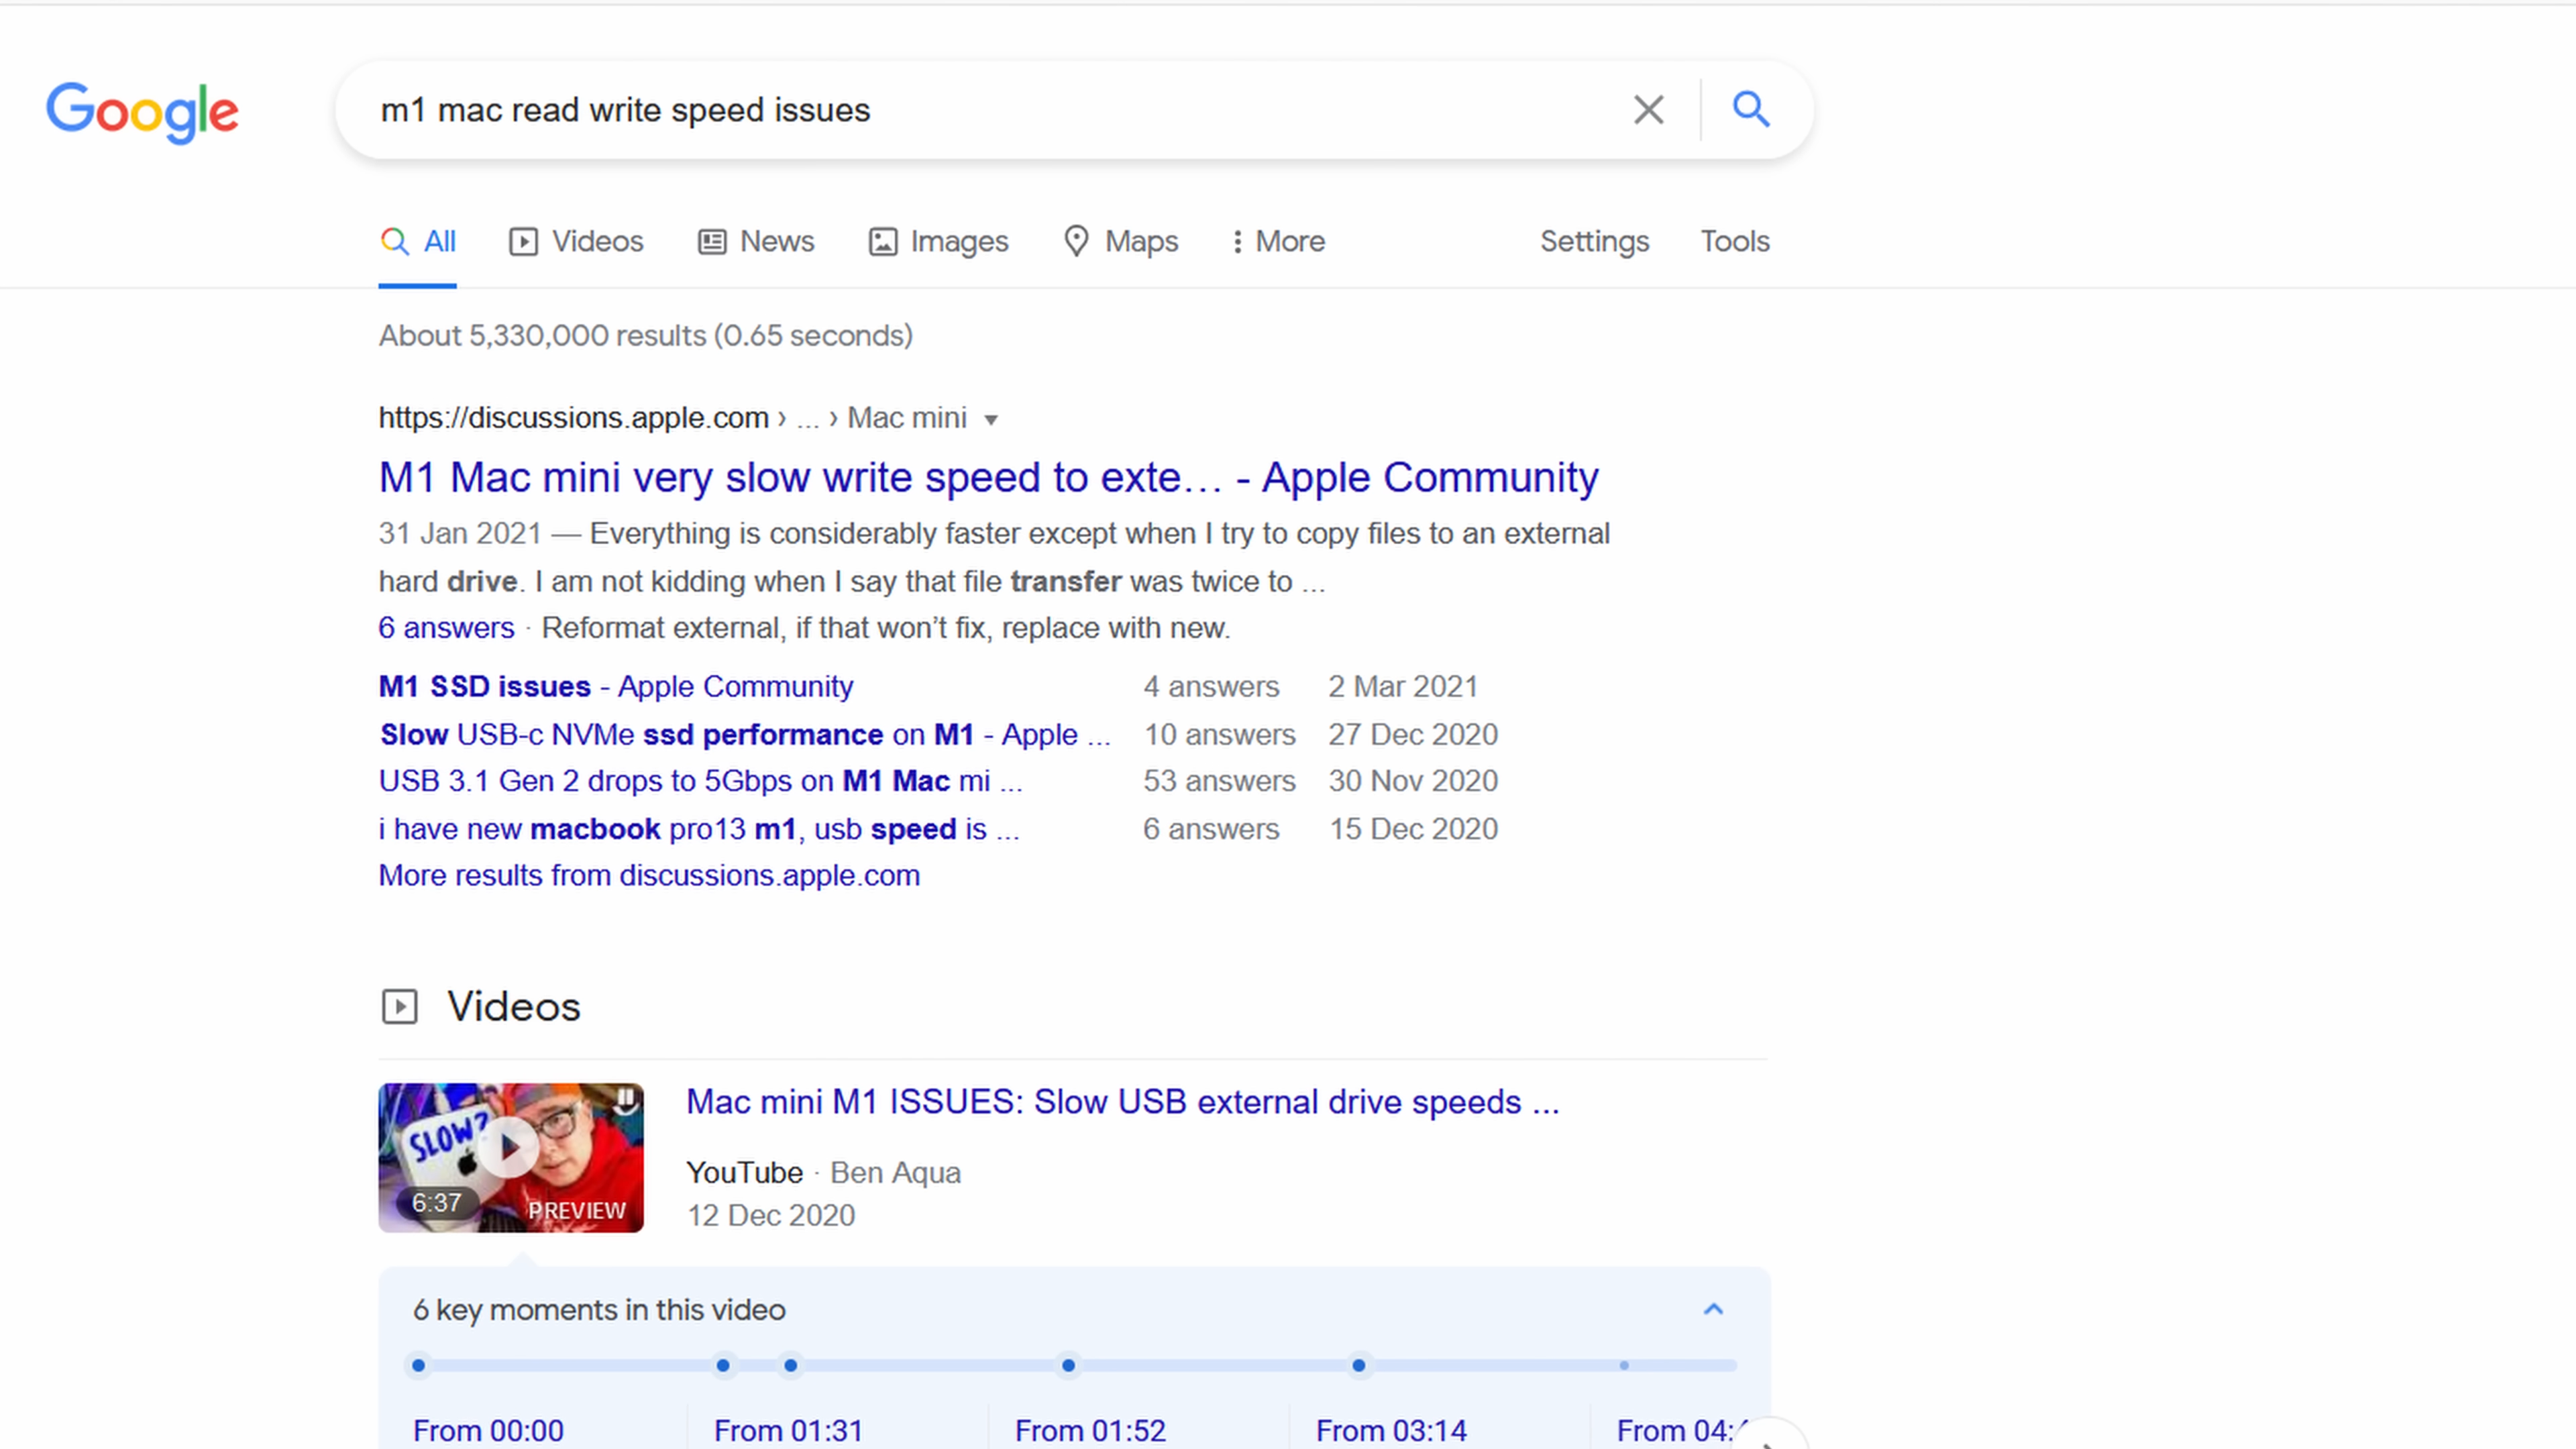 Google
m1 mac read write speed issues
All Videos News Images Maps More Settings Tools
About 5,330,000 results (0.65 seconds)
https://discussions.apple.com › ... › Mac mini
M1 Mac mini very slow write speed to exte... - Apple Community
31 Jan 2021 — Everything is considerably faster except when I try to copy files to an external
hard drive. I am not kidding when I say that file transfer was twice to ...
6 answers · Reformat external, if that won’t fix, replace with new.
M1 SSD issues - Apple Community 4 answers 2 Mar 2021
Slow USB-c NVMe ssd performance on M1 - Apple ... 10 answers 27 Dec 2020
USB 3.1 Gen 2 drops to 5Gbps on M1 Mac mi ... 53 answers 30 Nov 2020
i have new macbook pro13 m1, usb speed is ... 6 answers 15 Dec 2020
More results from discussions.apple.com
Videos
SLOW?
6:37
PREVIEW
Mac mini M1 ISSUES: Slow USB external drive speeds ...
YouTube · Ben Aqua
12 Dec 2020
6 key moments in this video
From 00:00 From 01:31 From 01:52 From 03:14 From